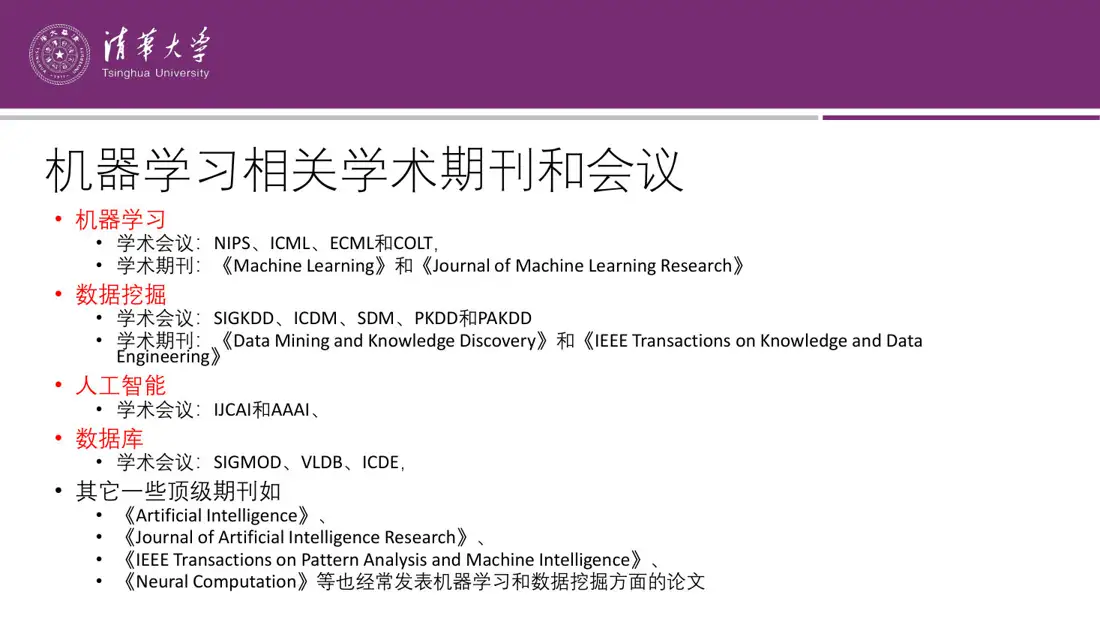 清华大学
Tsinghua University
机器学习相关学术期刊和会议
• 机器学习
• 学术会议：NIPS、ICML、ECML和COLT,
• 学术期刊：《Machine Learning》和《Journal of Machine Learning Research》
• 数据挖掘
• 学术会议：SIGKDD、ICDM、SDM、PKDD和PAKDD
• 学术期刊：《Data Mining and Knowledge Discovery》和《IEEE Transactions on Knowledge and Data
Engineering》
• 人工智能
• 学术会议：IJCAI和AAAI、
• 数据库
• 学术会议：SIGMOD、VLDB、ICDE,
• 其它一些顶级期刊如
• 《Artificial Intelligence》、
• 《Journal of Artificial Intelligence Research》、
• 《IEEE Transactions on Pattern Analysis and Machine Intelligence》、
• 《Neural Computation》等也经常发表机器学习和数据挖掘方面的论文